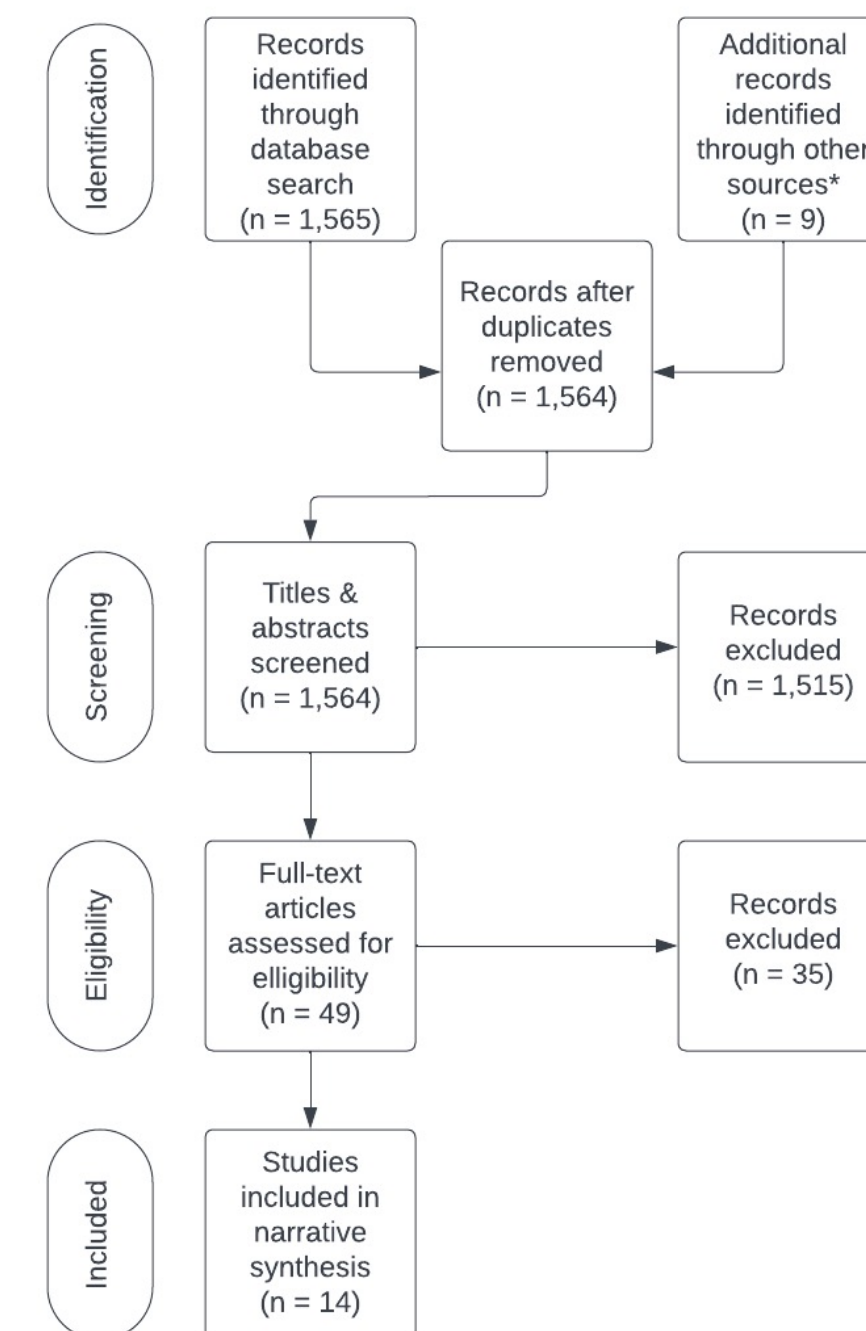 Identification
Records
identified
through
database
search
(n = 1,565)
Additional
records
identified
through other
sources*
(n = 9)
Records after
duplicates
removed
(n = 1,564)
Screening
Titles &
abstracts
screened
(n = 1,564)
Records
excluded
(n = 1,515)
Eligibility
Full-text
articles
assessed for
elligibility
(n = 49)
Records
excluded
(n = 35)
Included
Studies
included in
narrative
synthesis
(n = 14)